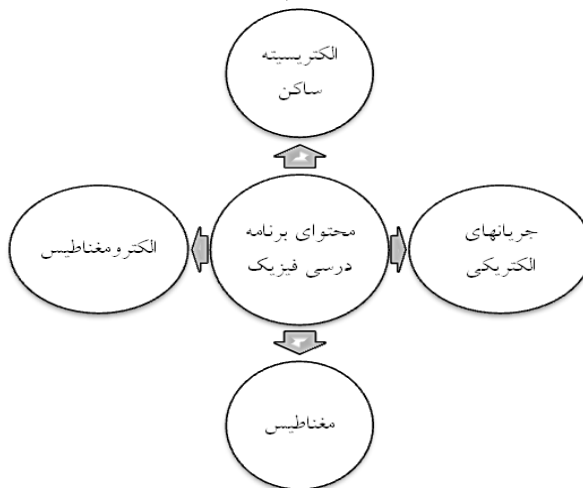 الکتریسیته
ساکن
جریانهای
الکتریکی
محتوای برنامه
درسی فیزیک
الکترومغناطیس
مغناطیس